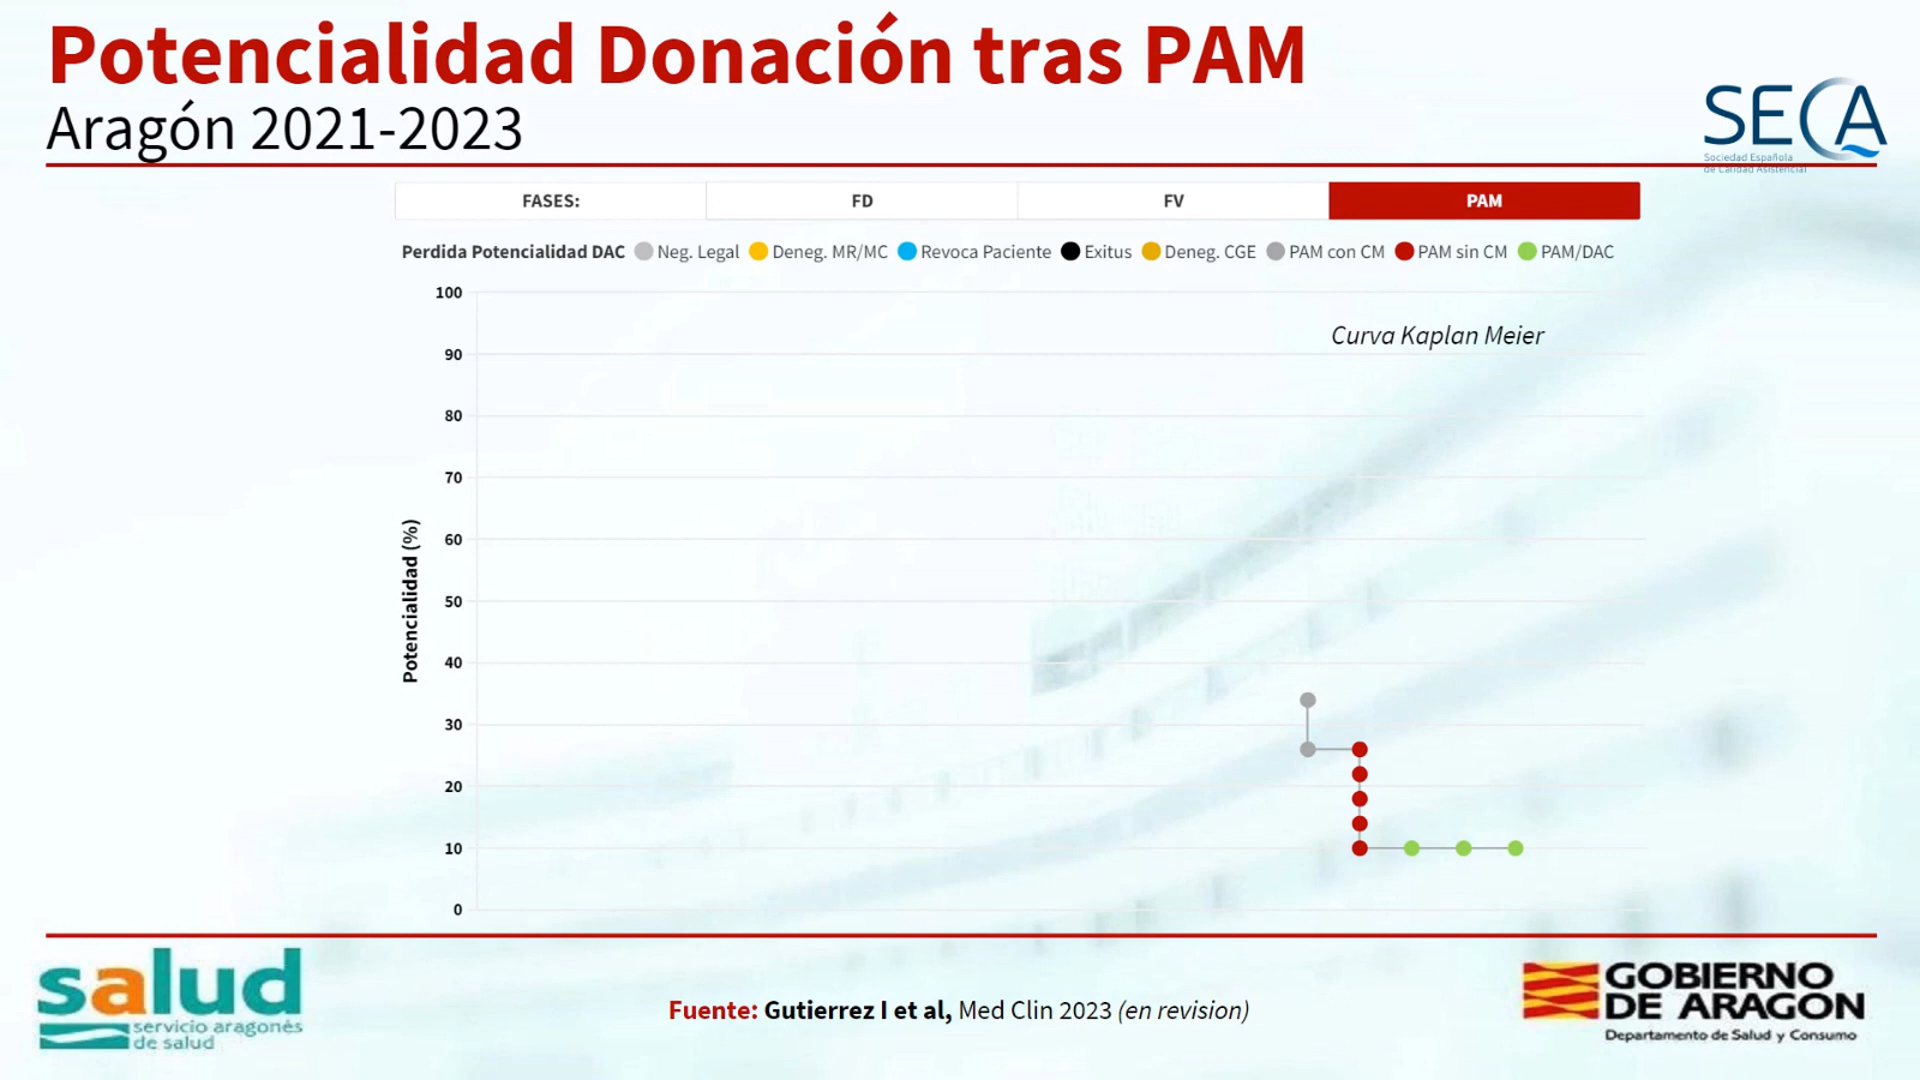 Potencialidad Donación tras PAM
Aragón 2021-2023
SECA
Sociedad Española
de Calidad Asistencial
FASES: FD FV PAM
Perdida Potencialidad DAC Neg. Legal Deneg. MR/MC Revoca Paciente Exitus Deneg. CGE PAM con CM PAM sin CM PAM/DAC
Curva Kaplan Meier
Potencialidad (%)
100
90
80
70
60
50
40
30
20
10
0
salud
servicio aragonés
de salud
Fuente: Gutierrez I et al, Med Clin 2023 (en revision)
GOBIERNO
DE ARAGON
Departamento de Salud y Consumo